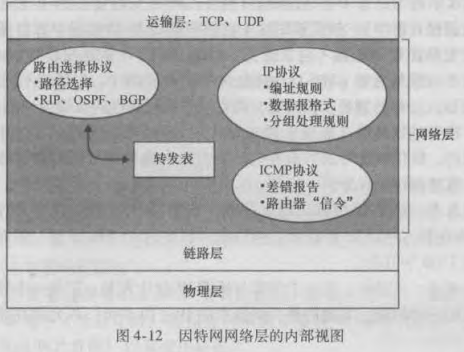 运输层：TCP、UDP
路由选择协议
•路径选择
•RIP、OSPF、BGP
IP协议
•编址规则
•数据报格式
•分组处理规则
网络层
转发表
ICMP协议
•差错报告
•路由器“信令”
链路层
物理层
图4-12 因特网网络层的内部视图